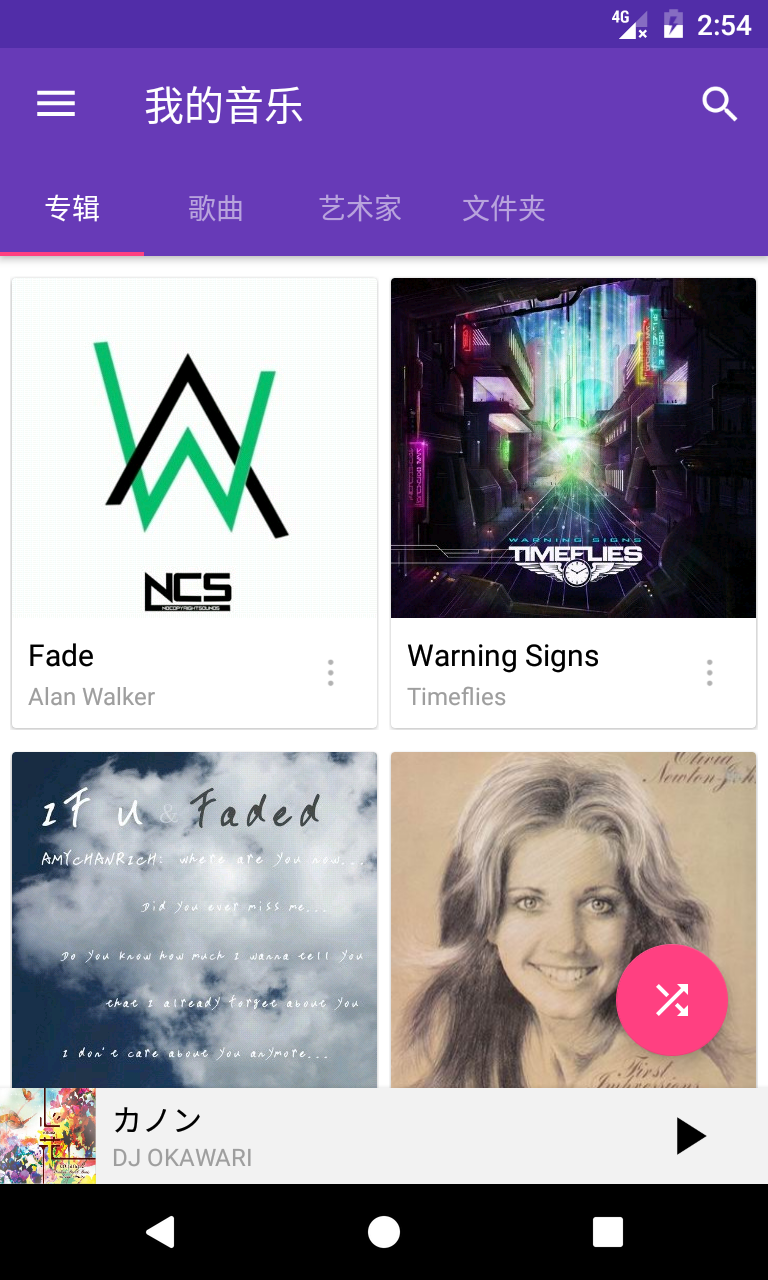 4G 2:54
我的音乐
专辑 歌曲 艺术家 文件夹
NCS
NOCOPYRIGHTSOUNDS
WARNING SIGNS
TIMEFLIES
Fade
Alan Walker
Warning Signs
Timeflies
IF U & Faded
AMYCHANRICH: where are you now...
Did you ever miss me...
Do you know how much I wanna tell you
that I already forget about you
I don't care about you anymore...
Olivia
Newton-Joh
First
Impressions
カノン
DJ OKAWARI